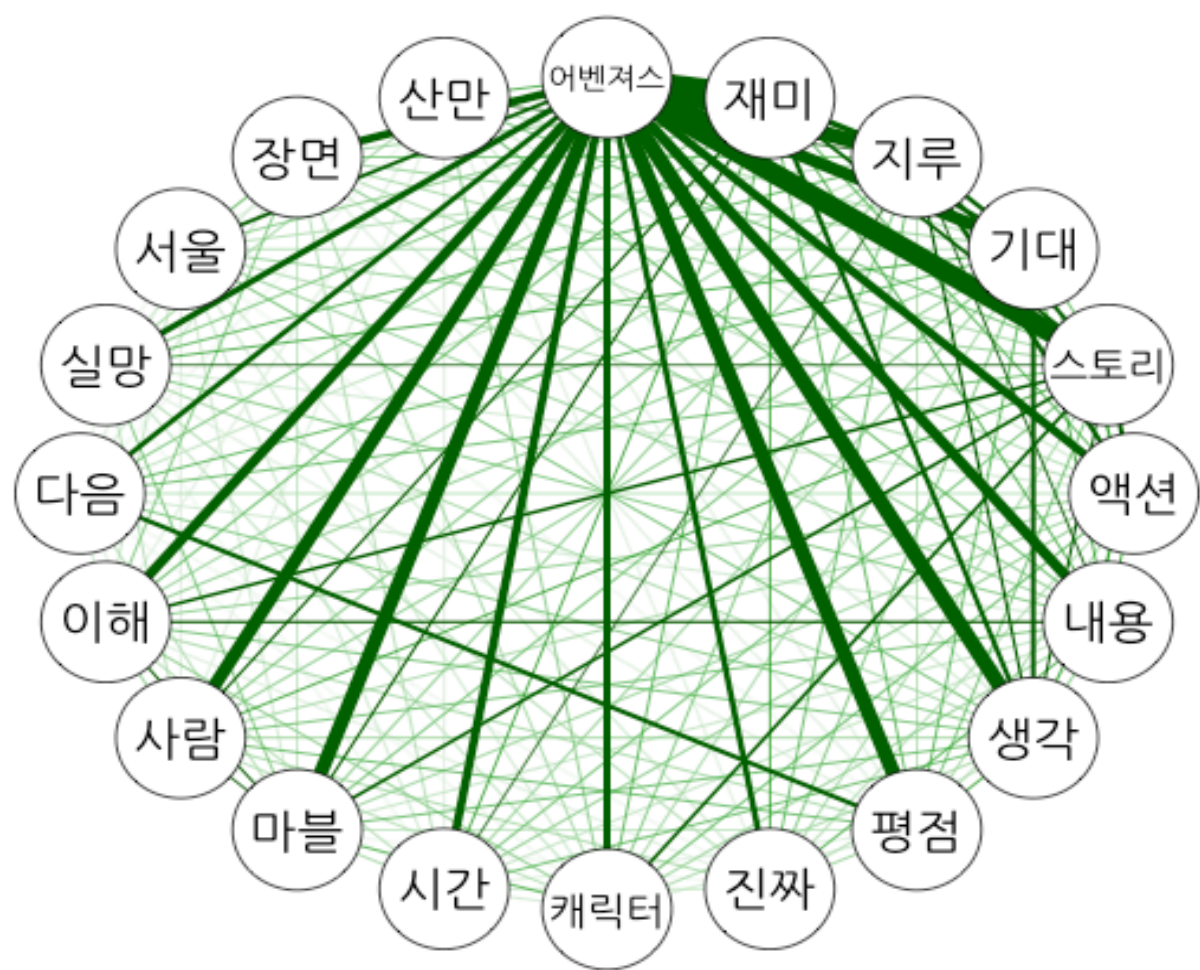 어벤져스
산만
재미
장면
지루
서울
기대
실망
스토리
다음
액션
이해
내용
사람
생각
마블
평점
시간
진짜
캐릭터